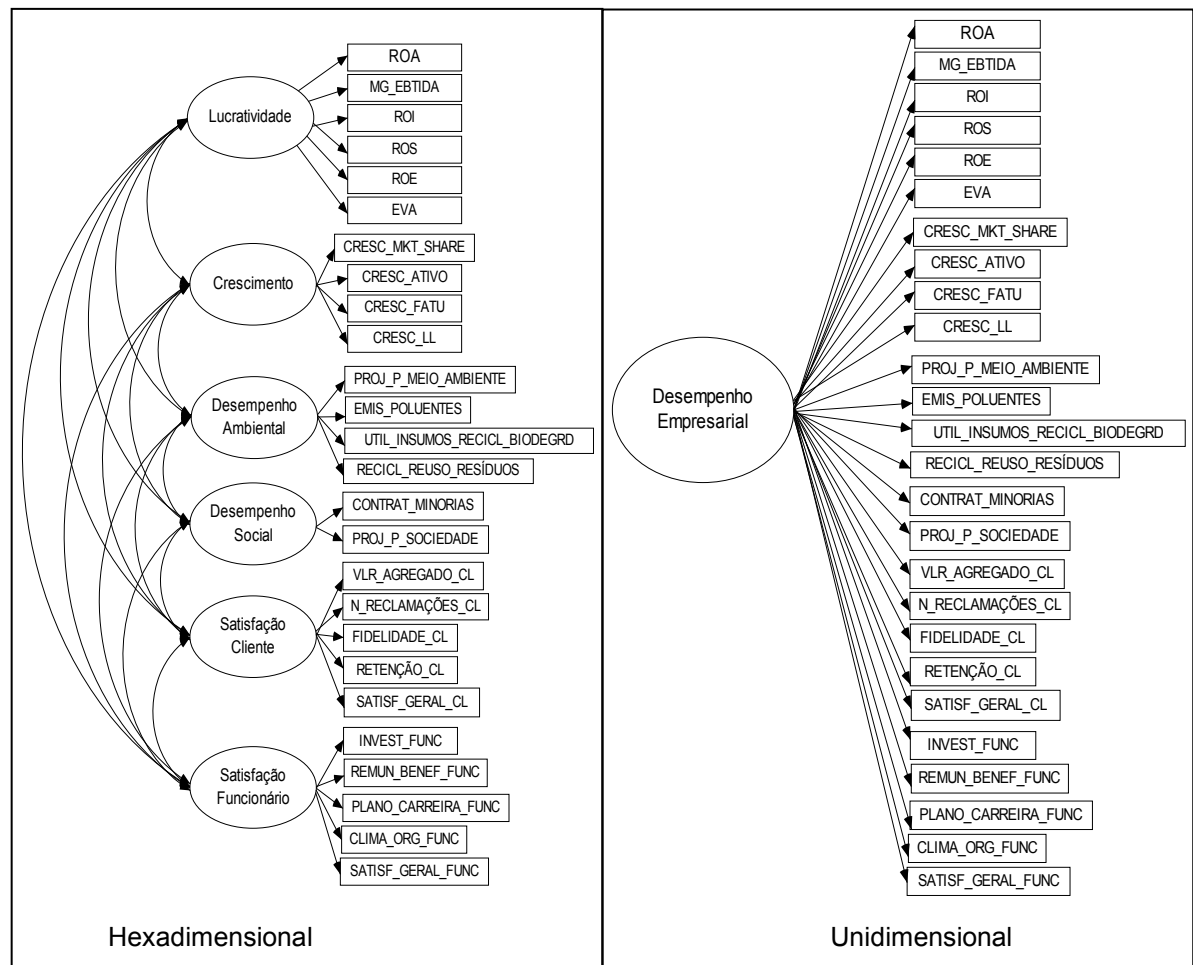 Lucratividade
ROA
MG_EBTIDA
ROI
ROS
ROE
EVA
Crescimento
CRESC_MKT_SHARE
CRESC_ATIVO
CRESC_FATU
CRESC_LL
Desempenho
Ambiental
PROJ_P_MEIO_AMBIENTE
EMIS_POLUENTES
UTIL_INSUMOS_RECICL_BIODEGRD
RECICL_REUSO_RESÍDUOS
Desempenho
Social
CONTRAT_MINORIAS
PROJ_P_SOCIEDADE
Satisfação
Cliente
VLR_AGREGADO_CL
N_RECLAMAÇÕES_CL
FIDELIDADE_CL
RETENÇÃO_CL
SATISF_GERAL_CL
Satisfação
Funcionário
INVEST_FUNC
REMUN_BENEF_FUNC
PLANO_CARREIRA_FUNC
CLIMA_ORG_FUNC
SATISF_GERAL_FUNC
Hexadimensional
Desempenho
Empresarial
ROA
MG_EBTIDA
ROI
ROS
ROE
EVA
CRESC_MKT_SHARE
CRESC_ATIVO
CRESC_FATU
CRESC_LL
PROJ_P_MEIO_AMBIENTE
EMIS_POLUENTES
UTIL_INSUMOS_RECICL_BIODEGRD
RECICL_REUSO_RESÍDUOS
CONTRAT_MINORIAS
PROJ_P_SOCIEDADE
VLR_AGREGADO_CL
N_RECLAMAÇÕES_CL
FIDELIDADE_CL
RETENÇÃO_CL
SATISF_GERAL_CL
INVEST_FUNC
REMUN_BENEF_FUNC
PLANO_CARREIRA_FUNC
CLIMA_ORG_FUNC
SATISF_GERAL_FUNC
Unidimensional